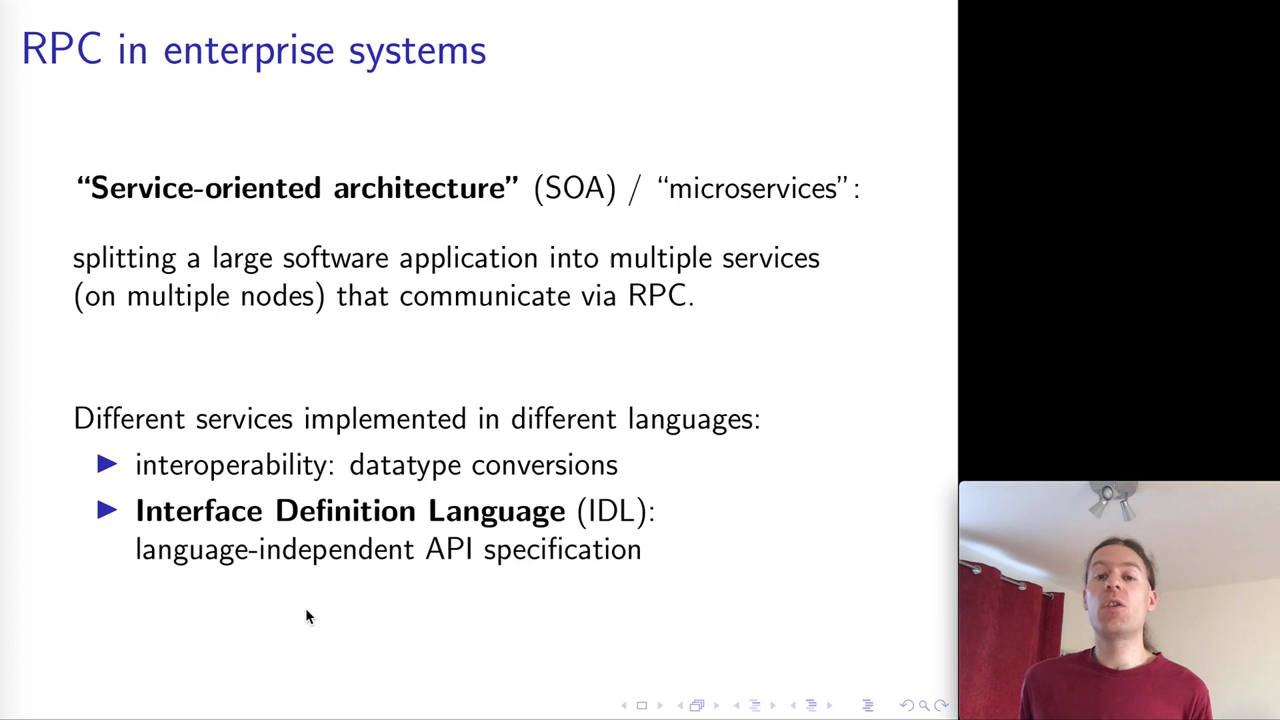 RPC in enterprise systems
“Service-oriented architecture” (SOA) / “microservices”:
splitting a large software application into multiple services
(on multiple nodes) that communicate via RPC.
Different services implemented in different languages:
▶ interoperability: datatype conversions
▶ Interface Definition Language (IDL):
language-independent API specification